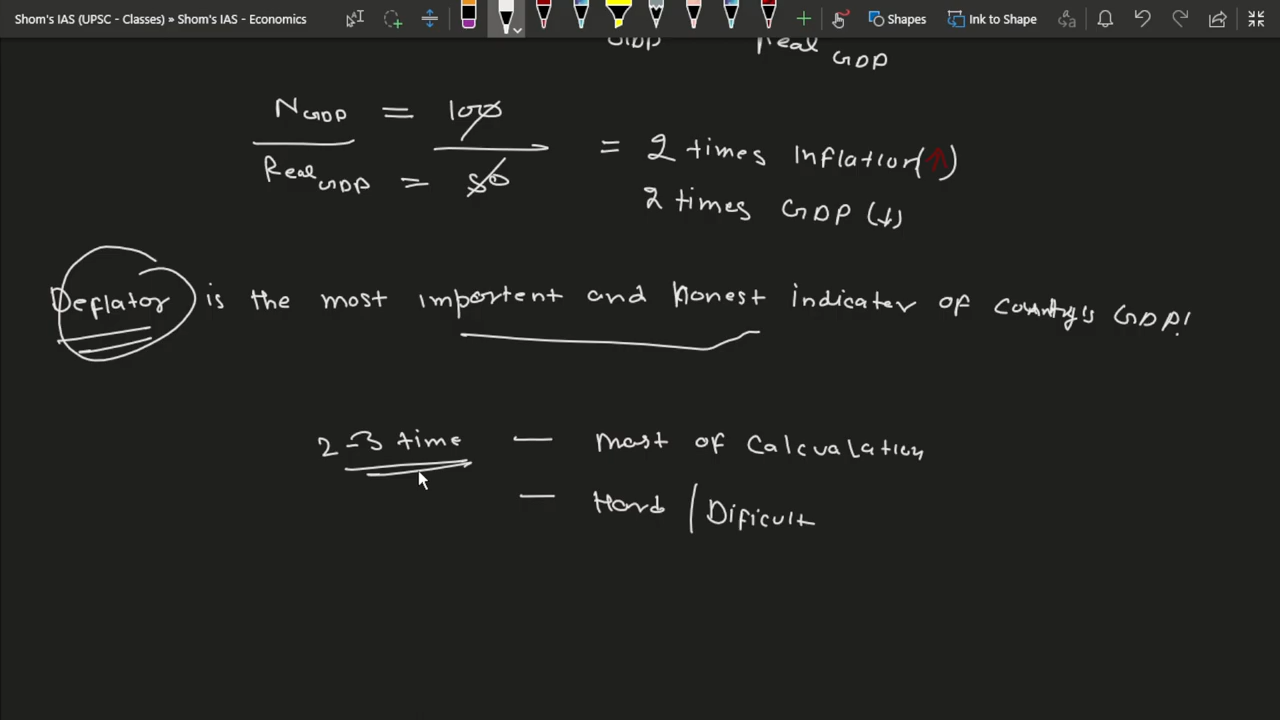 Shom's IAS (UPSC - Classes) » Shom's IAS - Economics
Shapes
Ink to Shape
GDP Real GDP
NGDP = 100
Real GDP = 50
= 2 times Inflation (↑)
2 times GDP (↓)
Deflator is the most importent and honest indicater of Country's GDP!
2-3 time — most of Calcualation
— Hard / Dificult